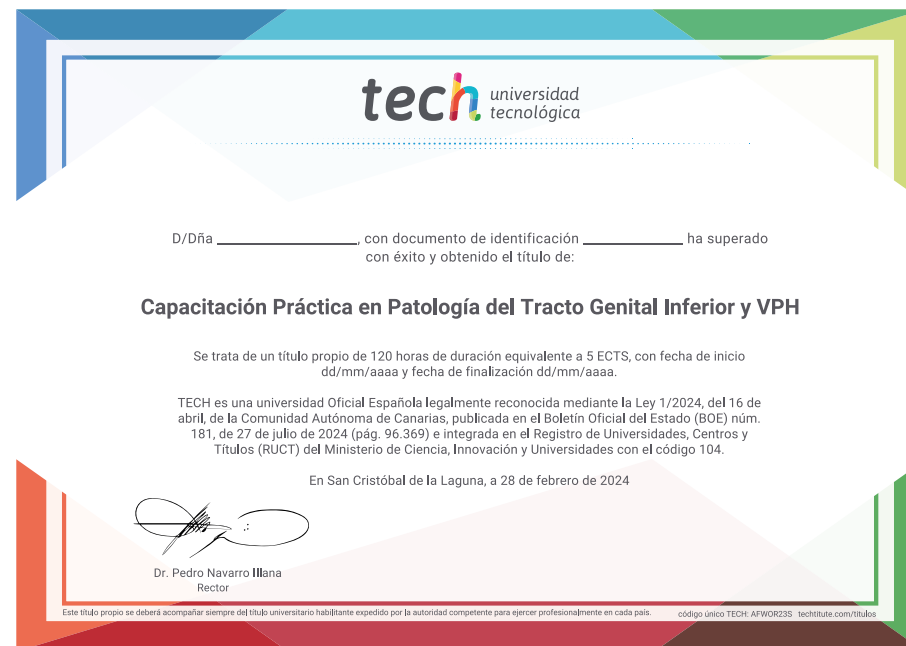 tech universidad
tecnológica
D/Dña ____________, con documento de identificación ____________ ha superado
con éxito y obtenido el título de:
Capacitación Práctica en Patología del Tracto Genital Inferior y VPH
Se trata de un título propio de 120 horas de duración equivalente a 5 ECTS, con fecha de inicio
dd/mm/aaaa y fecha de finalización dd/mm/aaaa.
TECH es una universidad Oficial Española legalmente reconocida mediante la Ley 1/2024, del 16 de
abril, de la Comunidad Autónoma de Canarias, publicada en el Boletín Oficial del Estado (BOE) núm.
181, de 27 de julio de 2024 (pág. 96.369) e integrada en el Registro de Universidades, Centros y
Títulos (RUCT) del Ministerio de Ciencia, Innovación y Universidades con el código 104.
En San Cristóbal de la Laguna, a 28 de febrero de 2024
Dr. Pedro Navarro Illana
Rector
Este título propio se deberá acompañar siempre del título universitario habilitante expedido por la autoridad competente para ejercer profesionalmente en cada país.
código único TECH: AFWOR23S techtitute.com/titulos